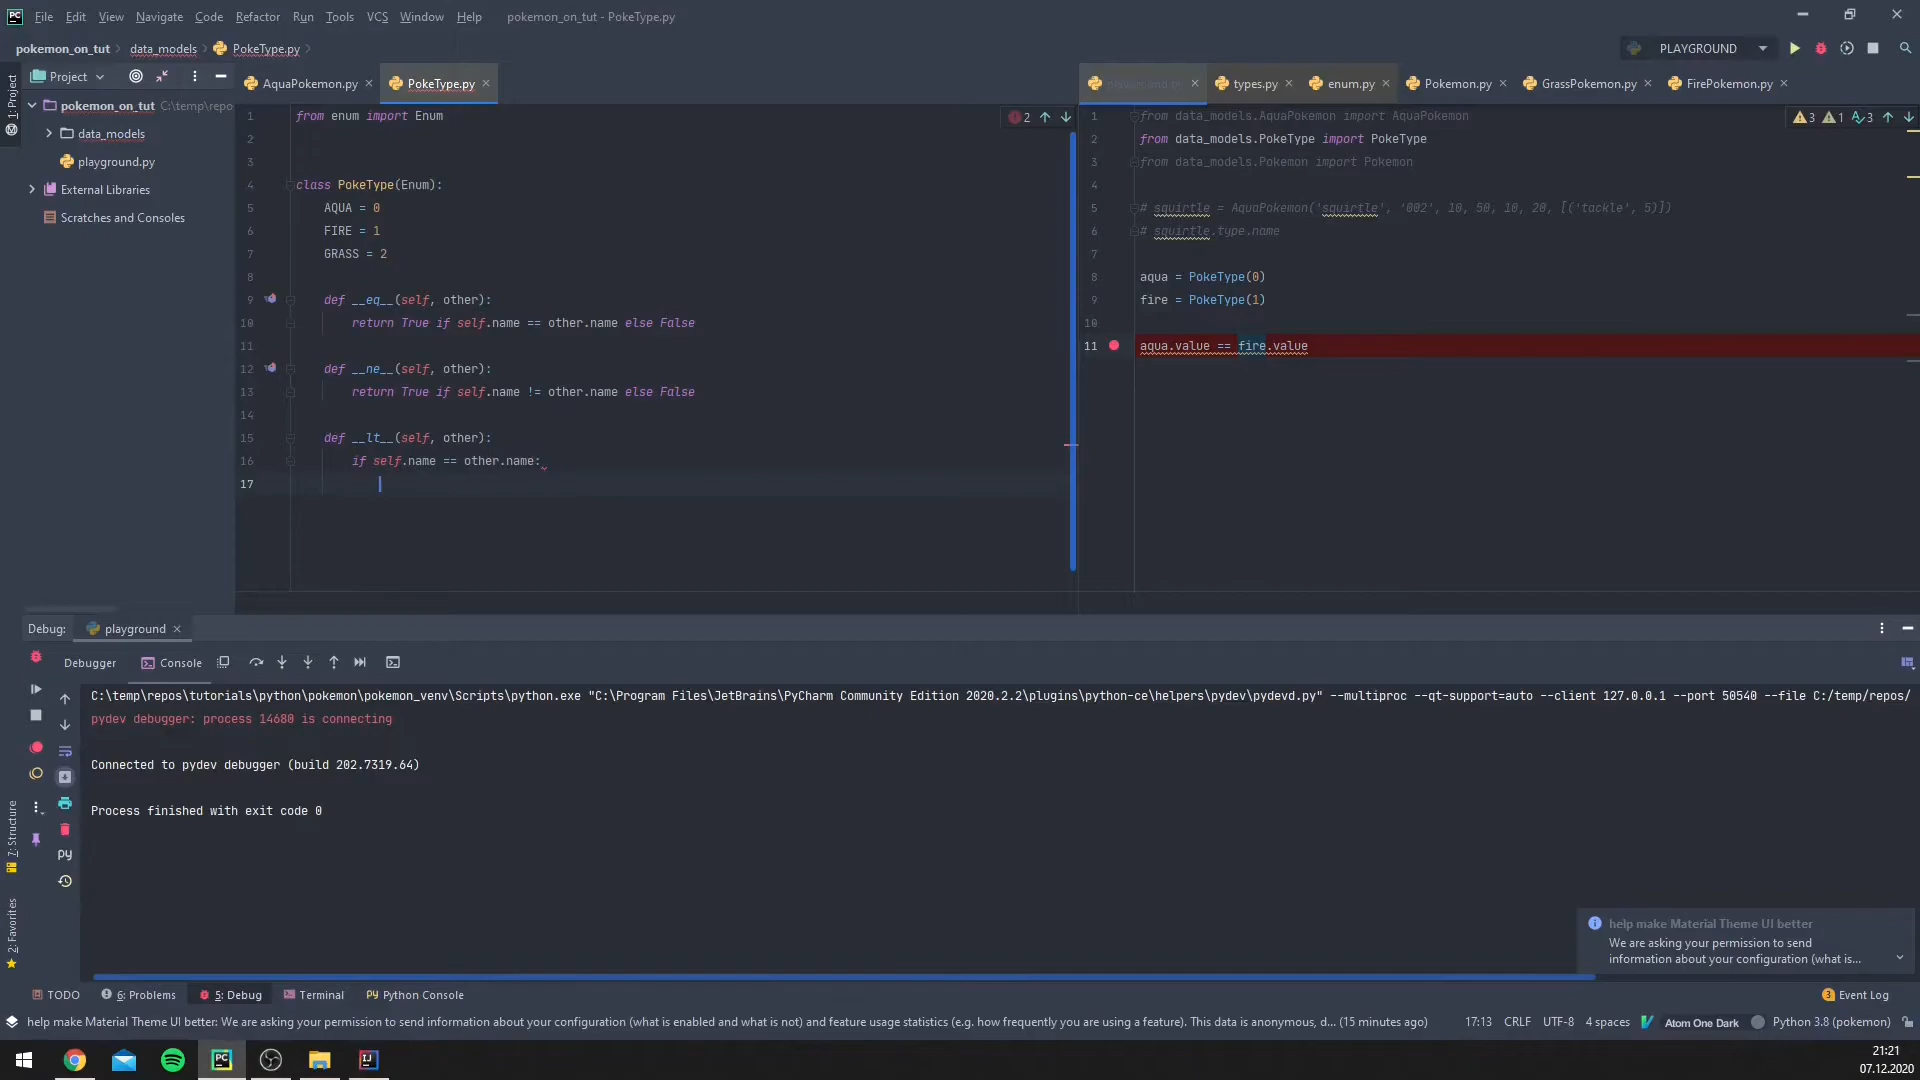 File Edit View Navigate Code Refactor Run Tools VCS Window Help pokemon_on_tut - PokeType.py
pokemon_on_tut data_models PokeType.py
PLAYGROUND
Project
AquaPokemon.py
PokeType.py
types.py
enum.py
Pokemon.py
GrassPokemon.py
FirePokemon.py
1: Project
pokemon_on_tut C:\temp\repo
data_models
playground.py
External Libraries
Scratches and Consoles
1 from enum import Enum
2
3
4 class PokeType(Enum):
5 AQUA = 0
6 FIRE = 1
7 GRASS = 2
8
9 def __eq__(self, other):
10 return True if self.name == other.name else False
11
12 def __ne__(self, other):
13 return True if self.name != other.name else False
14
15 def __lt__(self, other):
16 if self.name == other.name:
17
2
1 from data_models.AquaPokemon import AquaPokemon
2 from data_models.PokeType import PokeType
3 from data_models.Pokemon import Pokemon
4
5 # squirtle = AquaPokemon('squirtle', '002', 10, 50, 10, 20, [('tackle', 5)])
6 # squirtle.type.name
7
8 aqua = PokeType(0)
9 fire = PokeType(1)
10
11 aqua.value == fire.value
3 1 3
Debug: playground
Debugger Console
C:\temp\repos\tutorials\python\pokemon\pokemon_venv\Scripts\python.exe "C:\Program Files\JetBrains\PyCharm Community Edition 2020.2.2\plugins\python-ce\helpers\pydev\pydevd.py" --multiproc --qt-support=auto --client 127.0.0.1 --port 50540 --file C:/temp/repos/
pydev debugger: process 14680 is connecting
Connected to pydev debugger (build 202.7319.64)
Process finished with exit code 0
7: Structure
2: Favorites
help make Material Theme UI better
We are asking your permission to send
information about your configuration (what is...
TODO 6: Problems 5: Debug Terminal Python Console
3 Event Log
help make Material Theme UI better: We are asking your permission to send information about your configuration (what is enabled and what is not) and feature usage statistics (e.g. how frequently you are using a feature). This data is anonymous, d... (15 minutes ago)
17:13 CRLF UTF-8 4 spaces Atom One Dark Python 3.8 (pokemon)
21:21
07.12.2020